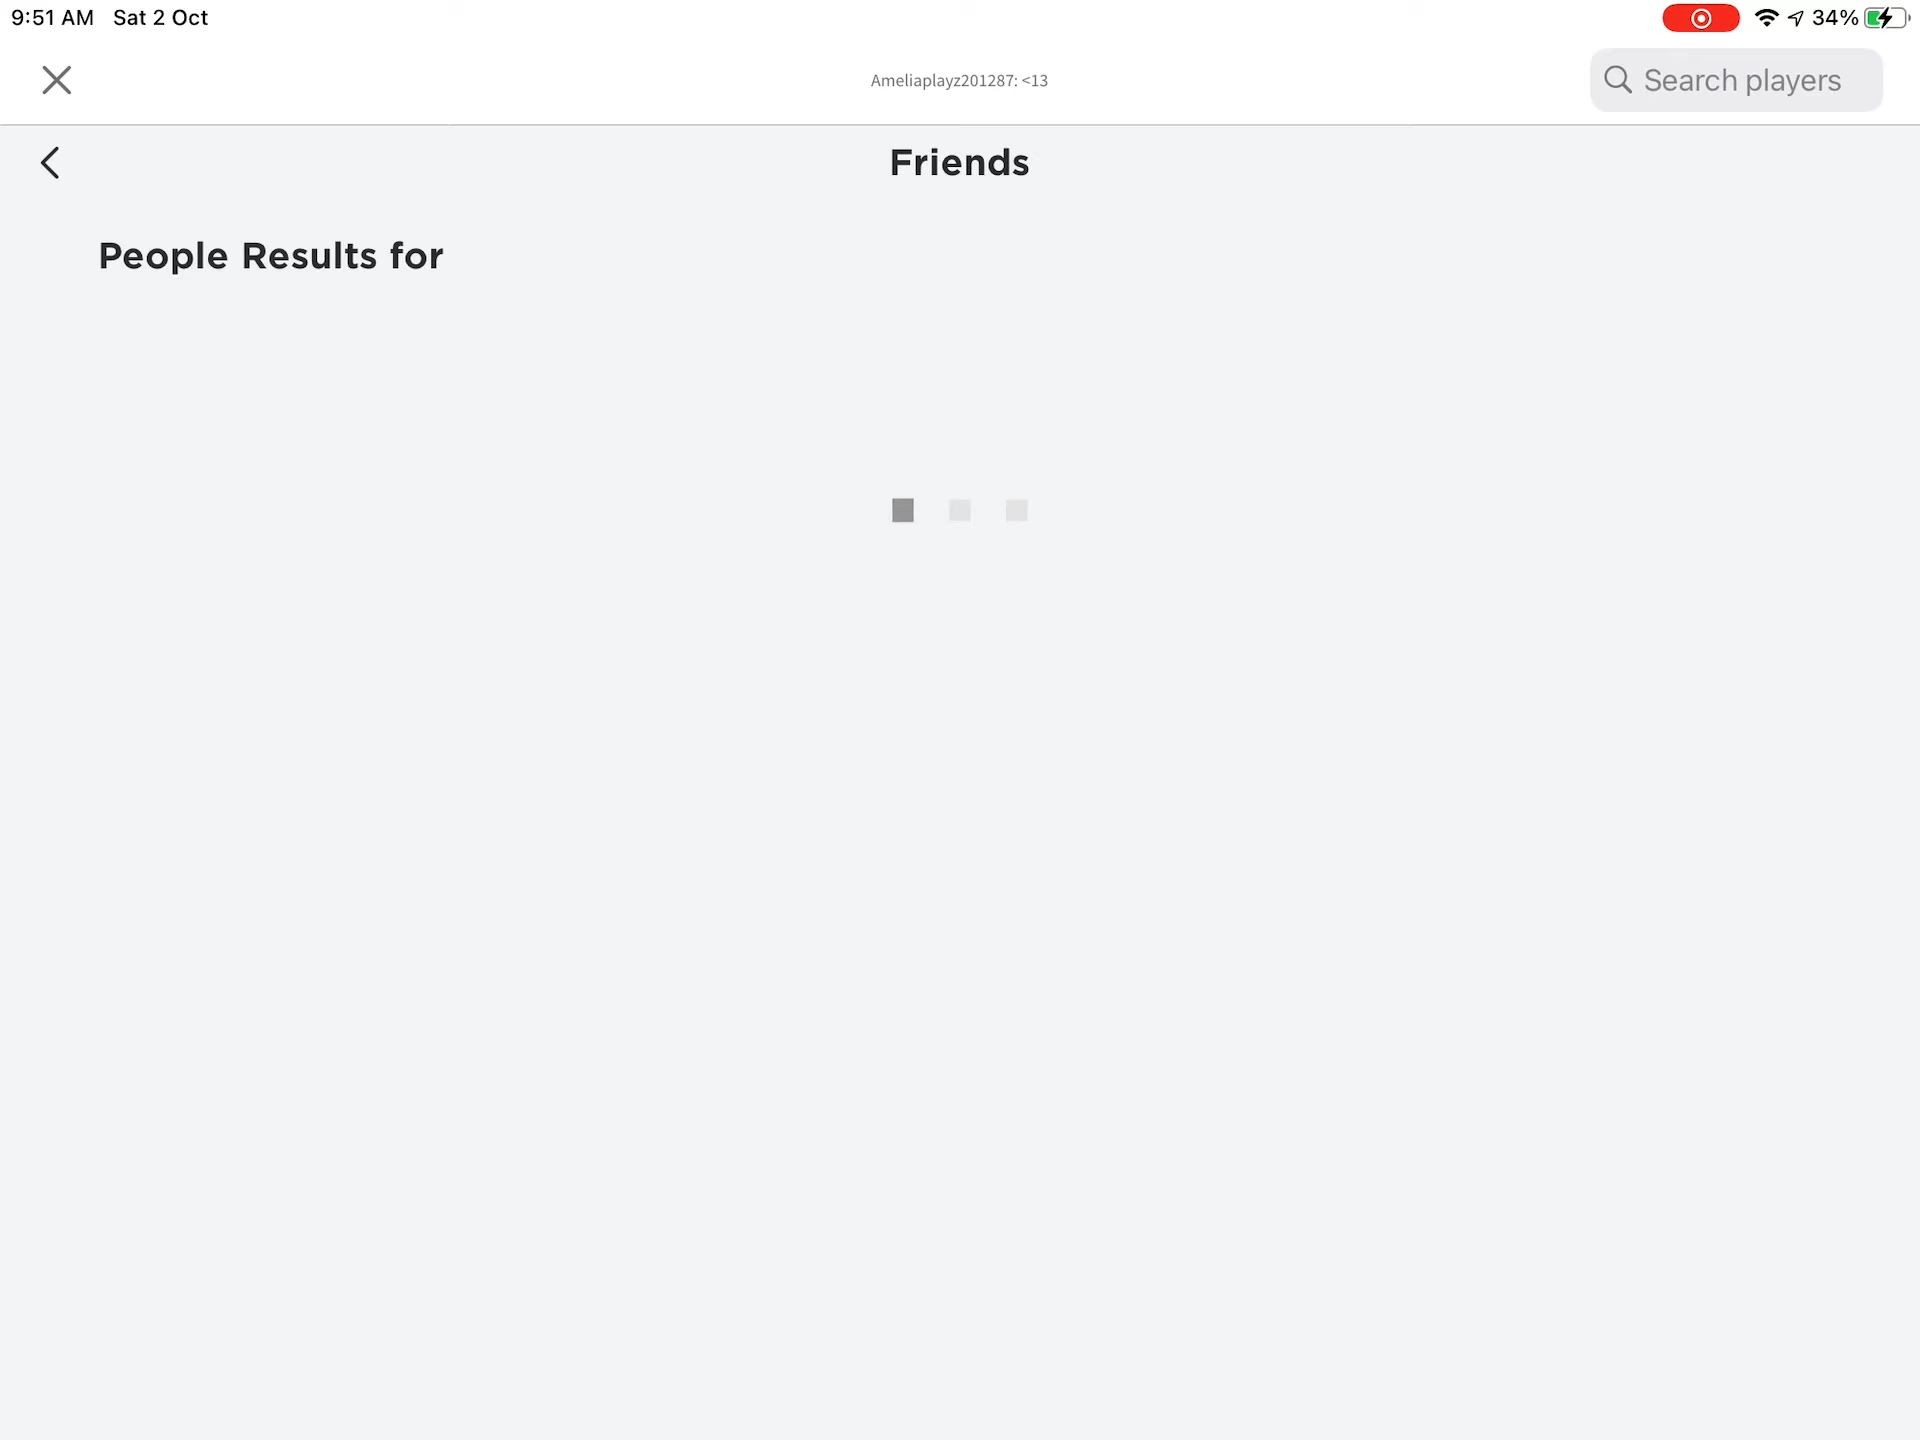 9:51 AM Sat 2 Oct 34%
Ameliaplayz201287: <13 Search players
Friends
People Results for